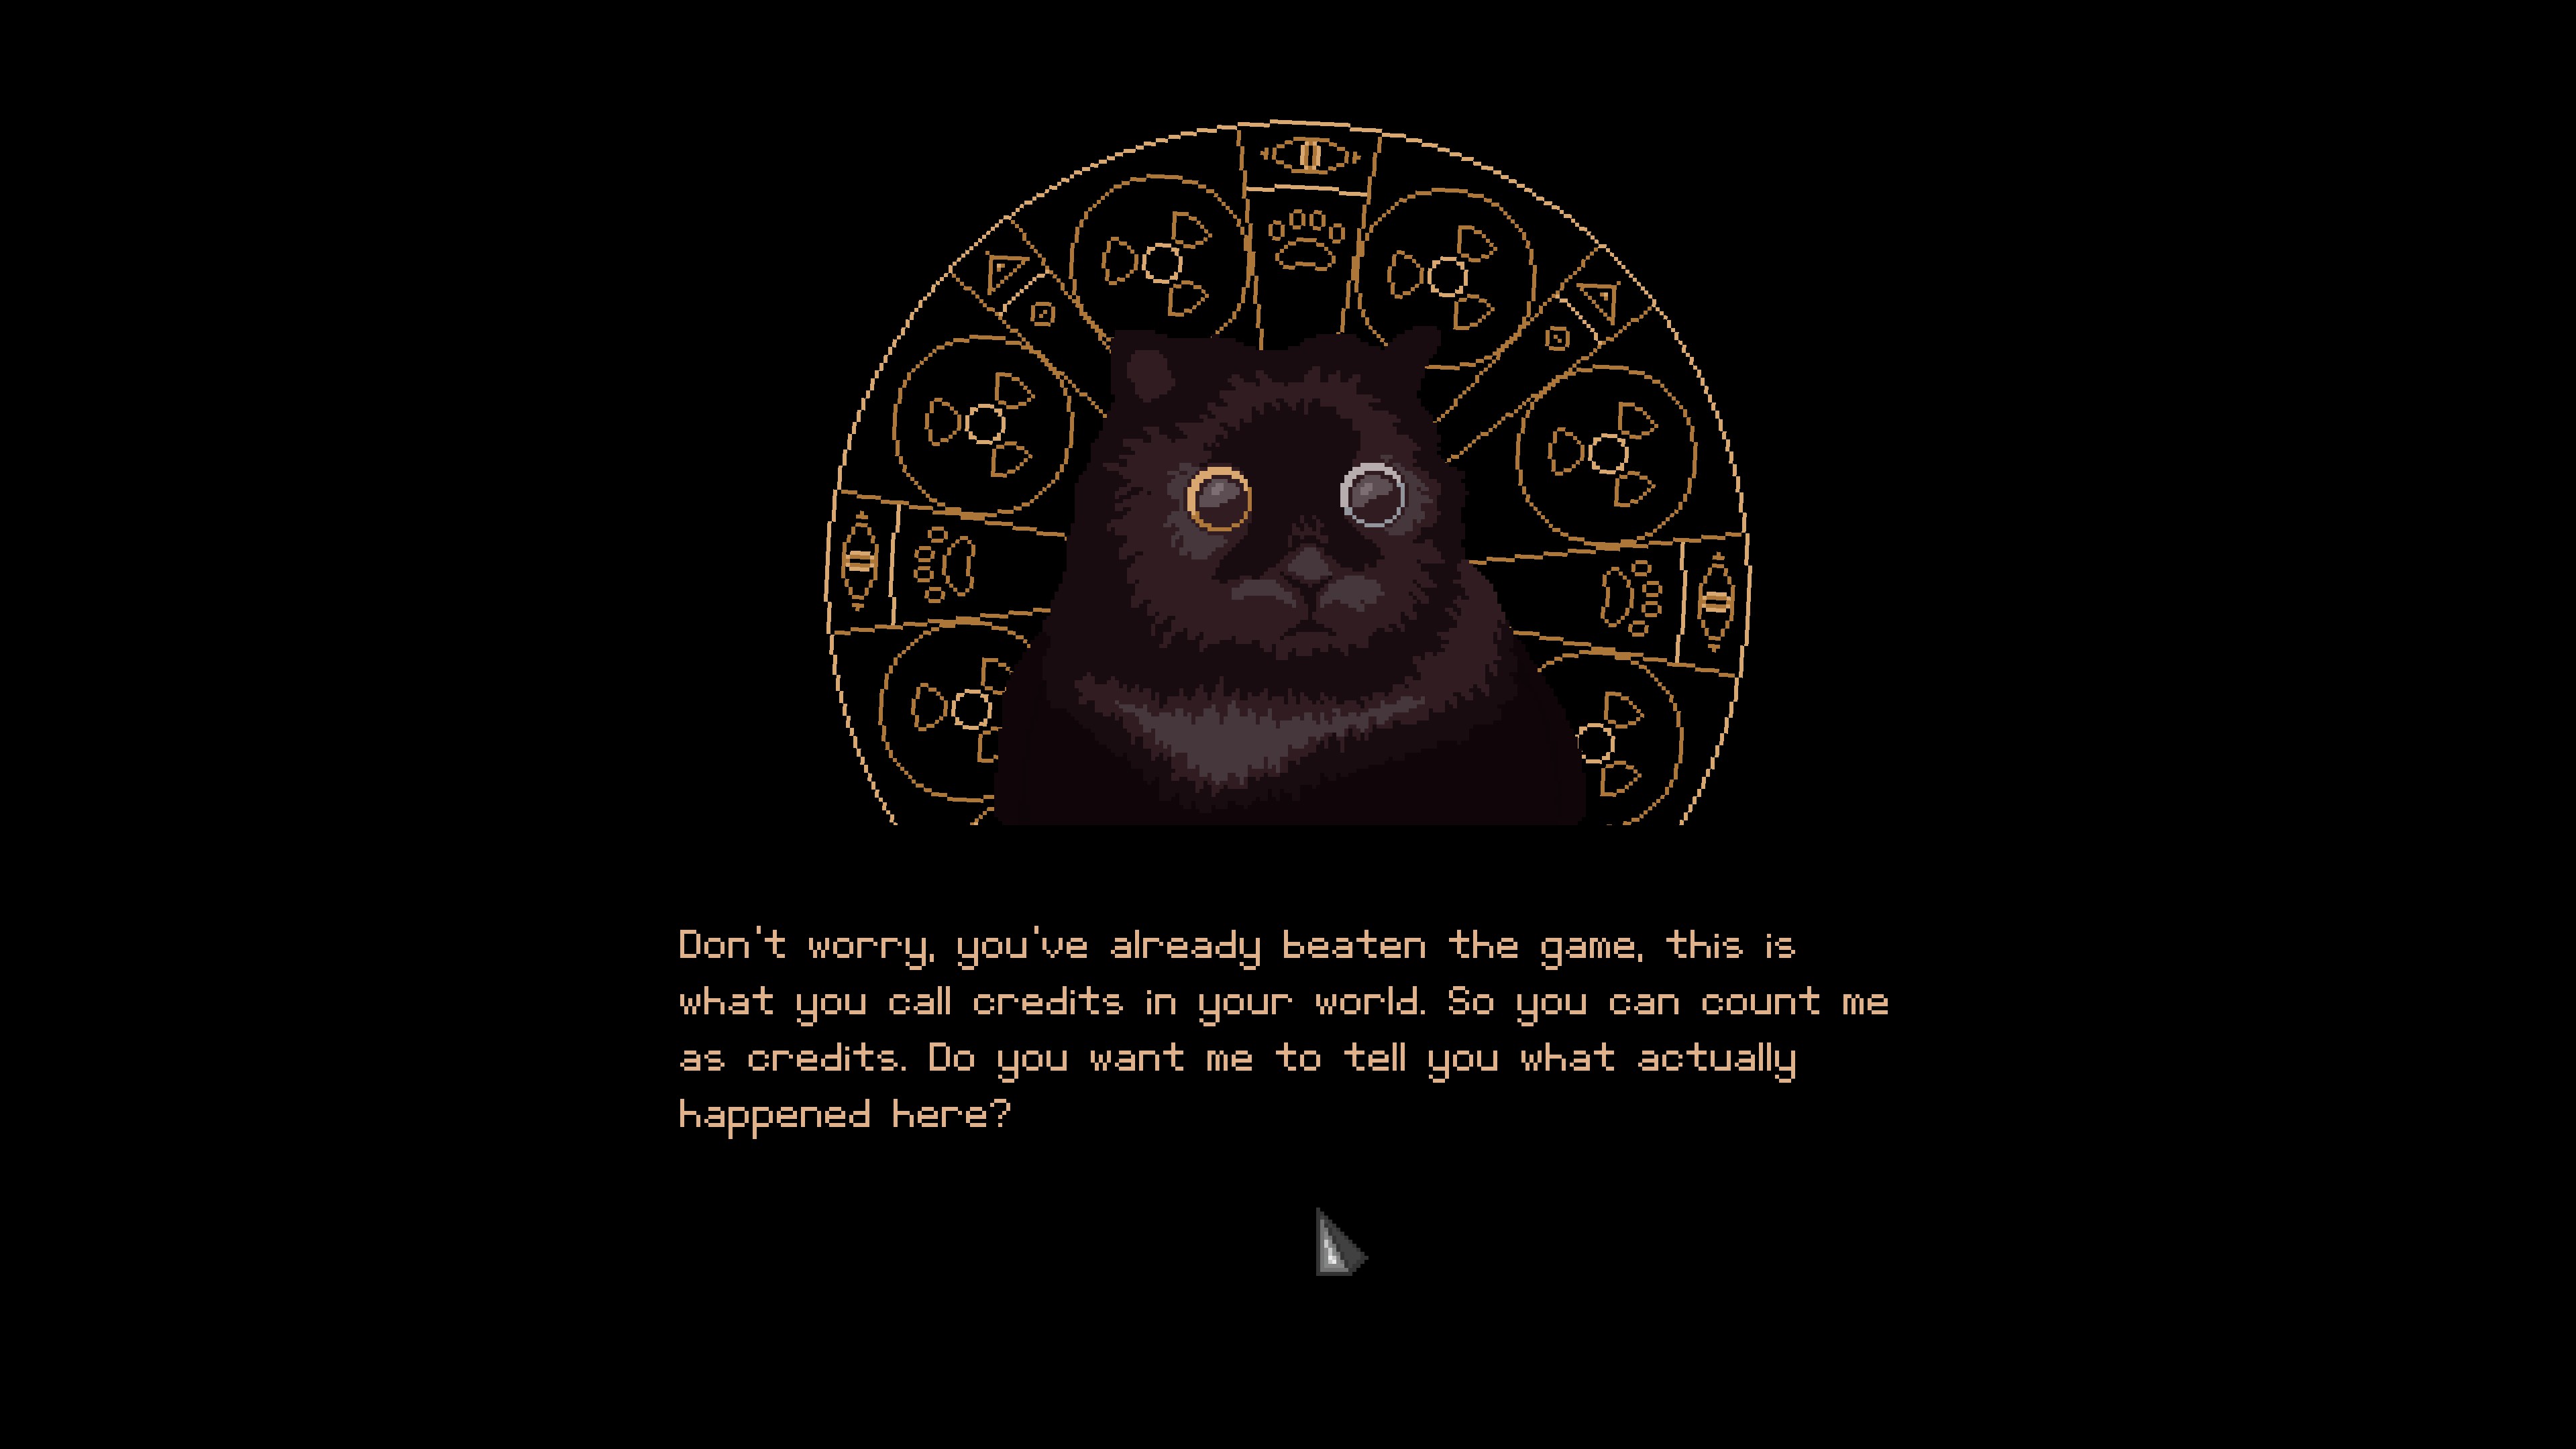 Don't worry, you've already beaten the game, this is
what you call credits in your world. So you can count me
as credits. Do you want me to tell you what actually
happened here?